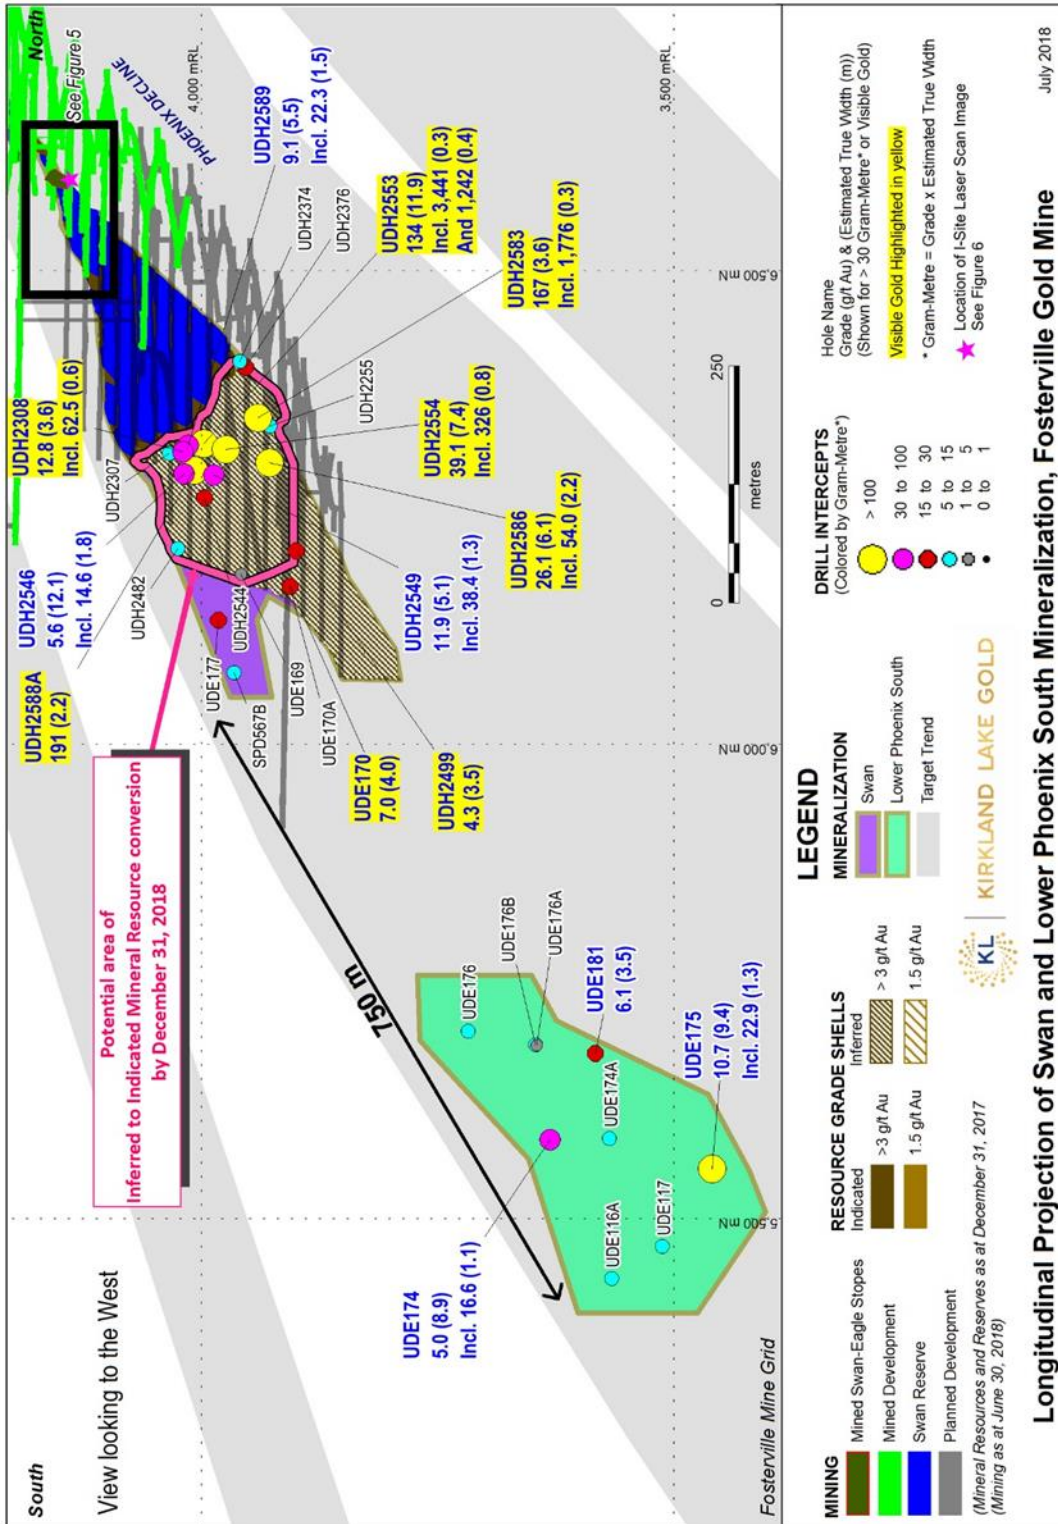 South
North
View looking to the West
See Figure 5
PHOENIX DECLINE
4,000 mRL
3,500 mRL
6,500 mN
6,000 mN
5,500 mN
Potential area of
Inferred to Indicated Mineral Resource conversion
by December 31, 2018
UDH2588A
191 (2.2)
UDH2546
5.6 (12.1)
Incl. 14.6 (1.8)
UDH2308
12.8 (3.6)
Incl. 62.5 (0.6)
UDH2482
UDH2307
UDH2589
9.1 (5.5)
Incl. 22.3 (1.5)
UDH2374
UDH2376
UDH2553
134 (11.9)
Incl. 3,441 (0.3)
And 1,242 (0.4)
UDH2583
167 (3.6)
Incl. 1,776 (0.3)
UDH2255
UDH2554
39.1 (7.4)
Incl. 326 (0.8)
UDH2586
26.1 (6.1)
Incl. 54.0 (2.2)
UDH2549
11.9 (5.1)
Incl. 38.4 (1.3)
UDE177
UDH2544
SPD567B
UDE169
UDE170A
UDE170
7.0 (4.0)
UDH2499
4.3 (3.5)
750 m
UDE176
UDE176B
UDE176A
UDE181
6.1 (3.5)
UDE174
5.0 (8.9)
Incl. 16.6 (1.1)
UDE174A
UDE175
10.7 (9.4)
Incl. 22.9 (1.3)
UDE116A
UDE117
0
250
metres
Fosterville Mine Grid
LEGEND
MINING
Mined Swan-Eagle Stopes
Mined Development
Swan Reserve
Planned Development
(Mineral Resources and Reserves as at December 31, 2017
(Mining as at June 30, 2018)
RESOURCE GRADE SHELLS
Indicated
Inferred
>3 g/t Au
> 3 g/t Au
1.5 g/t Au
1.5 g/t Au
MINERALIZATION
Swan
Lower Phoenix South
Target Trend
KL
KIRKLAND LAKE GOLD
DRILL INTERCEPTS
(Colored by Gram-Metre*)
> 100
30 to 100
15 to 30
5 to 15
1 to 5
0 to 1
Hole Name
Grade (g/t Au) & (Estimated True Width (m))
(Shown for > 30 Gram-Metre* or Visible Gold)
Visible Gold Highlighted in yellow
* Gram-Metre = Grade x Estimated True Width
Location of I-Site Laser Scan Image
See Figure 6
Longitudinal Projection of Swan and Lower Phoenix South Mineralization, Fosterville Gold Mine
July 2018